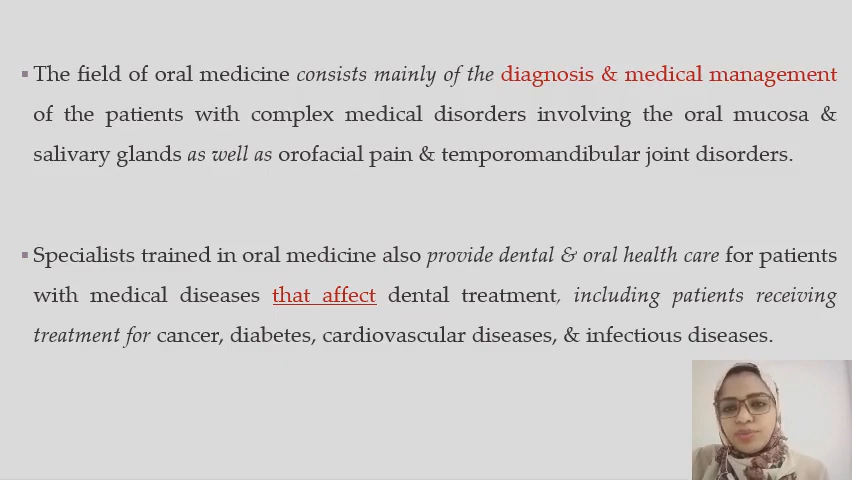 The field of oral medicine consists mainly of the diagnosis & medical management
of the patients with complex medical disorders involving the oral mucosa &
salivary glands as well as orofacial pain & temporomandibular joint disorders.
Specialists trained in oral medicine also provide dental & oral health care for patients
with medical diseases that affect dental treatment, including patients receiving
treatment for cancer, diabetes, cardiovascular diseases, & infectious diseases.